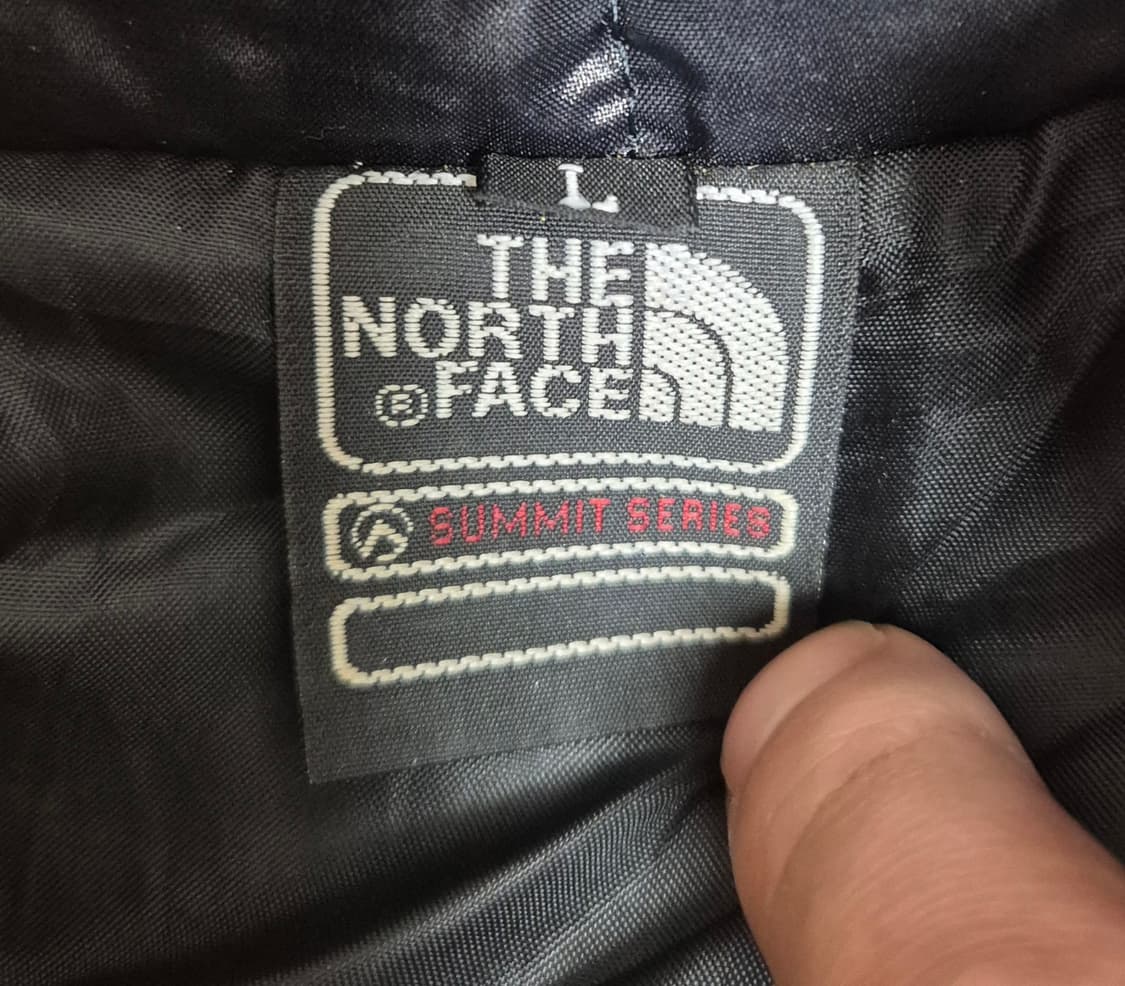 L
THE
NORTH
® FACE
SUMMIT SERIES